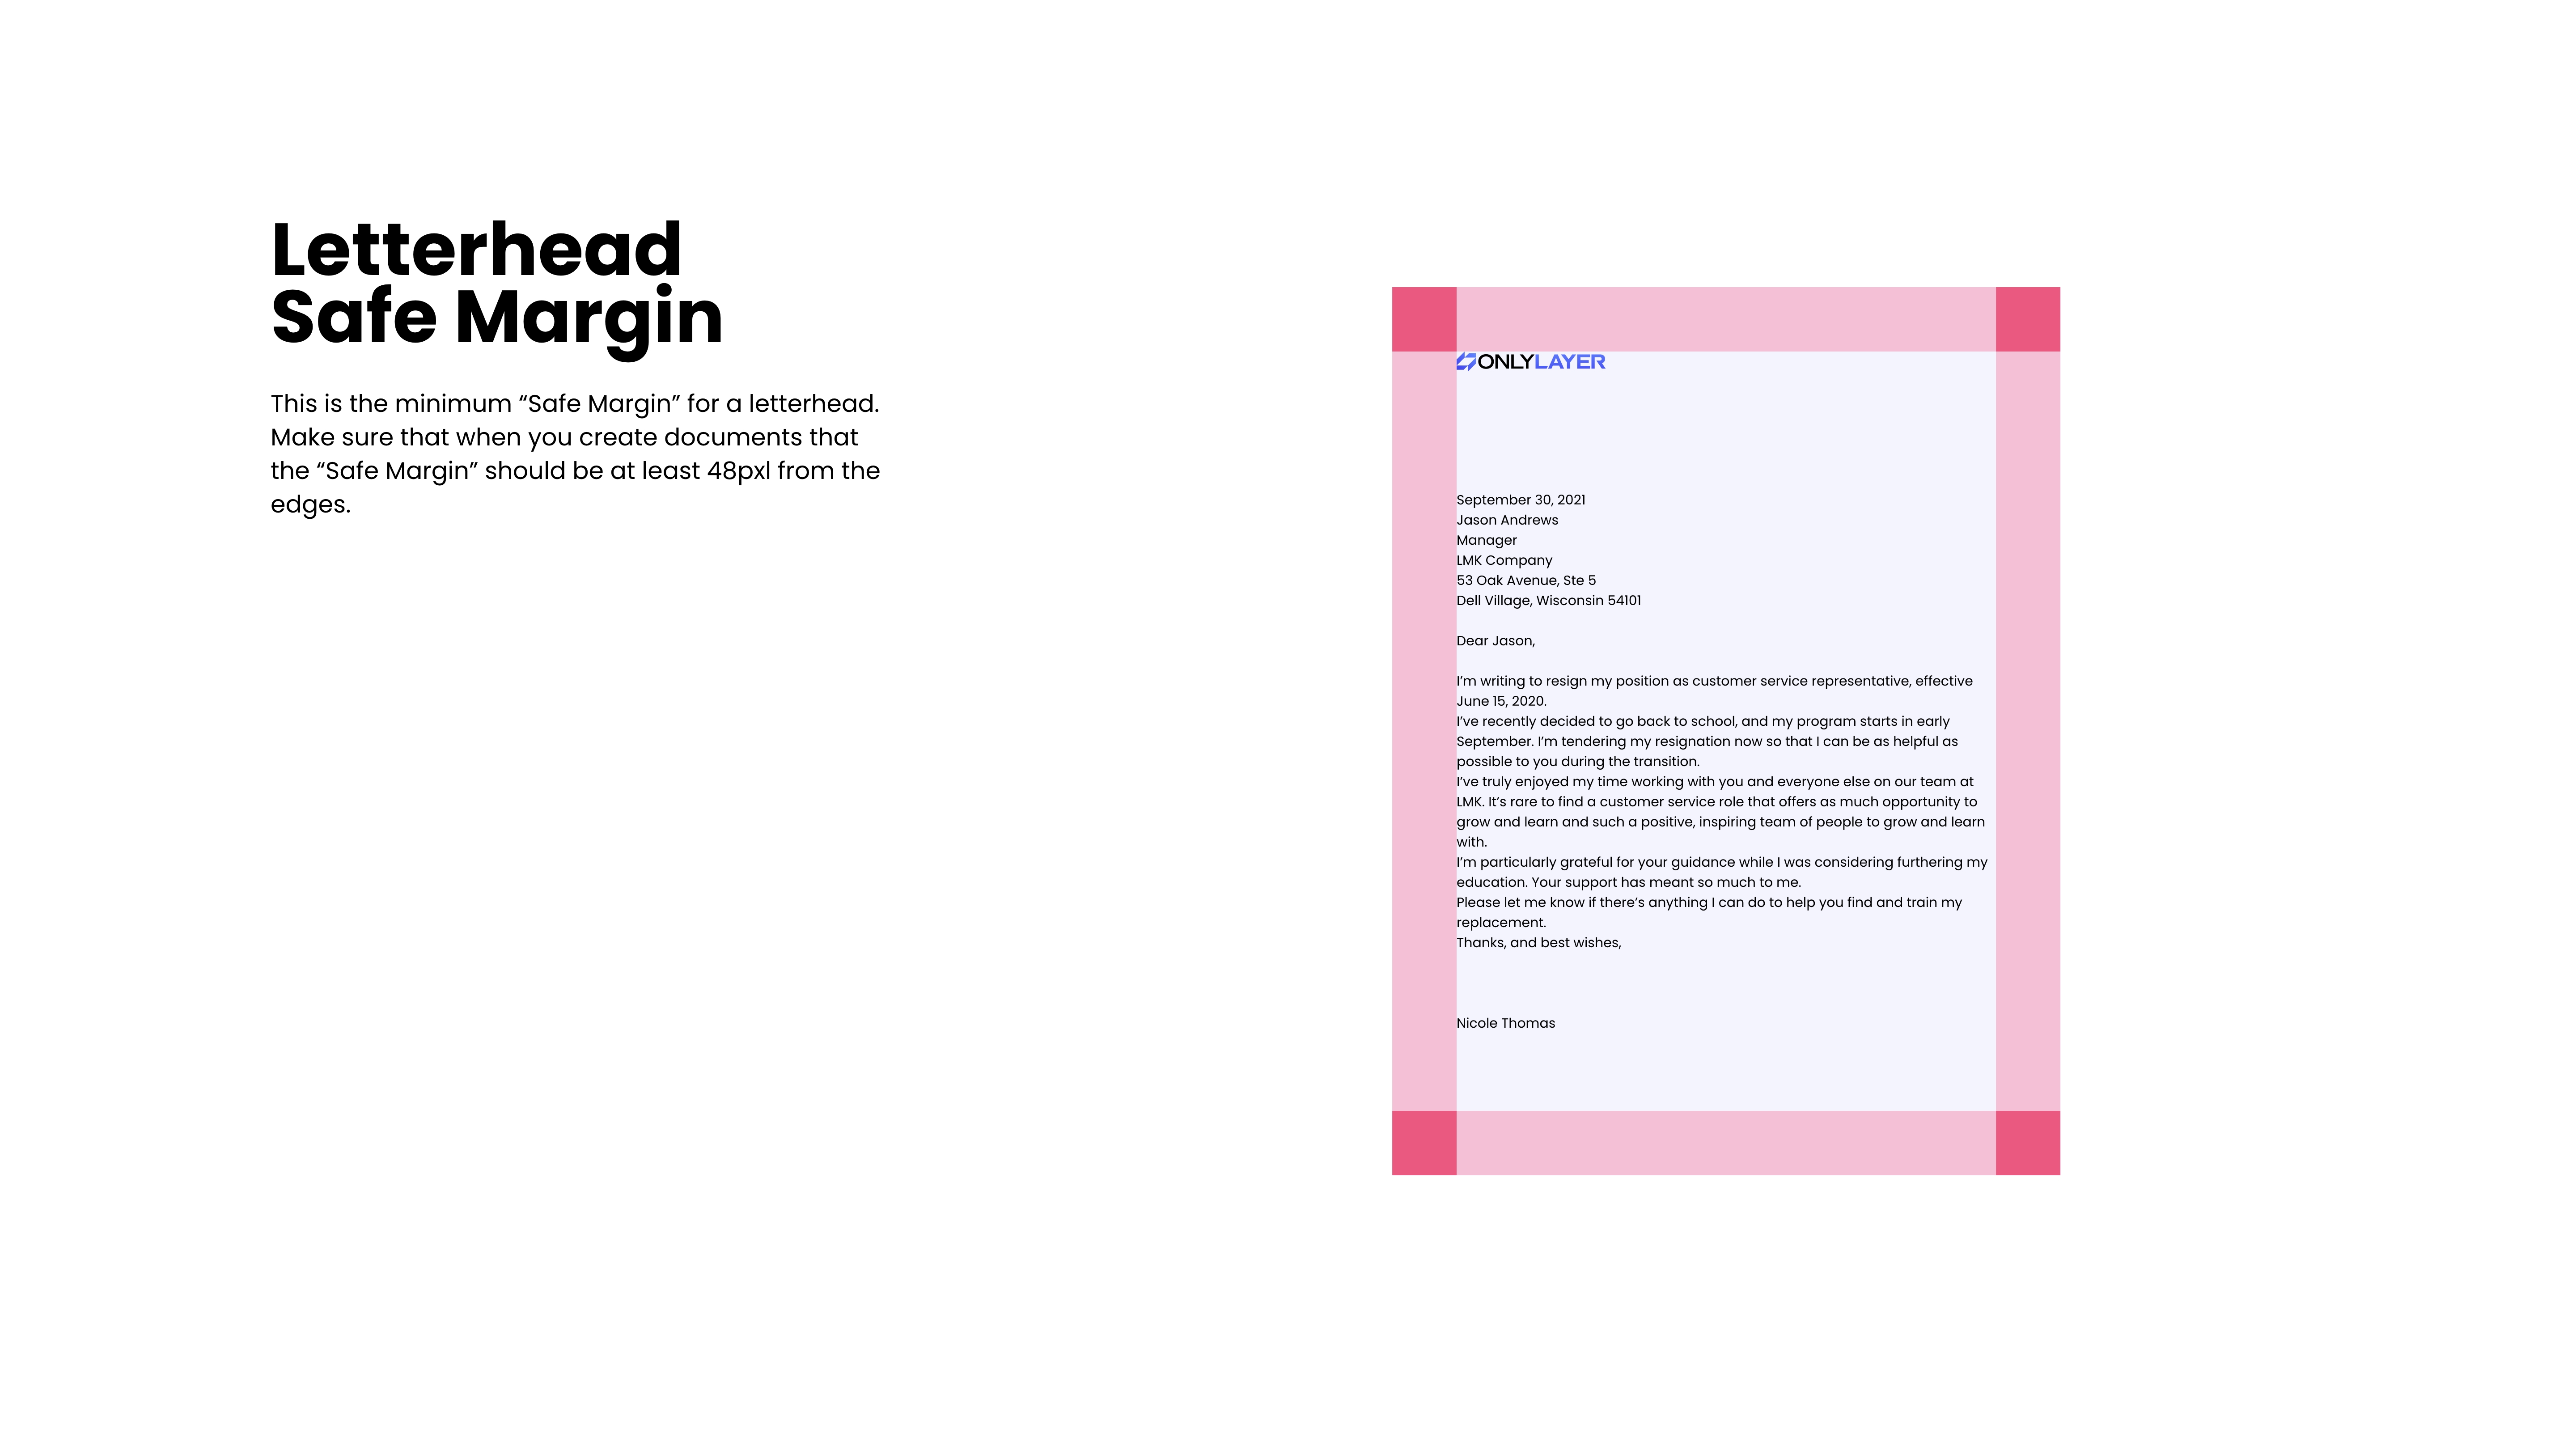 Letterhead
Safe Margin
This is the minimum “Safe Margin” for a letterhead.
Make sure that when you create documents that
the “Safe Margin” should be at least 48pxl from the
edges.
ONLYLAYER
September 30, 2021
Jason Andrews
Manager
LMK Company
53 Oak Avenue, Ste 5
Dell Village, Wisconsin 54101
Dear Jason,
I’m writing to resign my position as customer service representative, effective
June 15, 2020.
I’ve recently decided to go back to school, and my program starts in early
September. I’m tendering my resignation now so that I can be as helpful as
possible to you during the transition.
I’ve truly enjoyed my time working with you and everyone else on our team at
LMK. It’s rare to find a customer service role that offers as much opportunity to
grow and learn and such a positive, inspiring team of people to grow and learn
with.
I’m particularly grateful for your guidance while I was considering furthering my
education. Your support has meant so much to me.
Please let me know if there’s anything I can do to help you find and train my
replacement.
Thanks, and best wishes,
Nicole Thomas